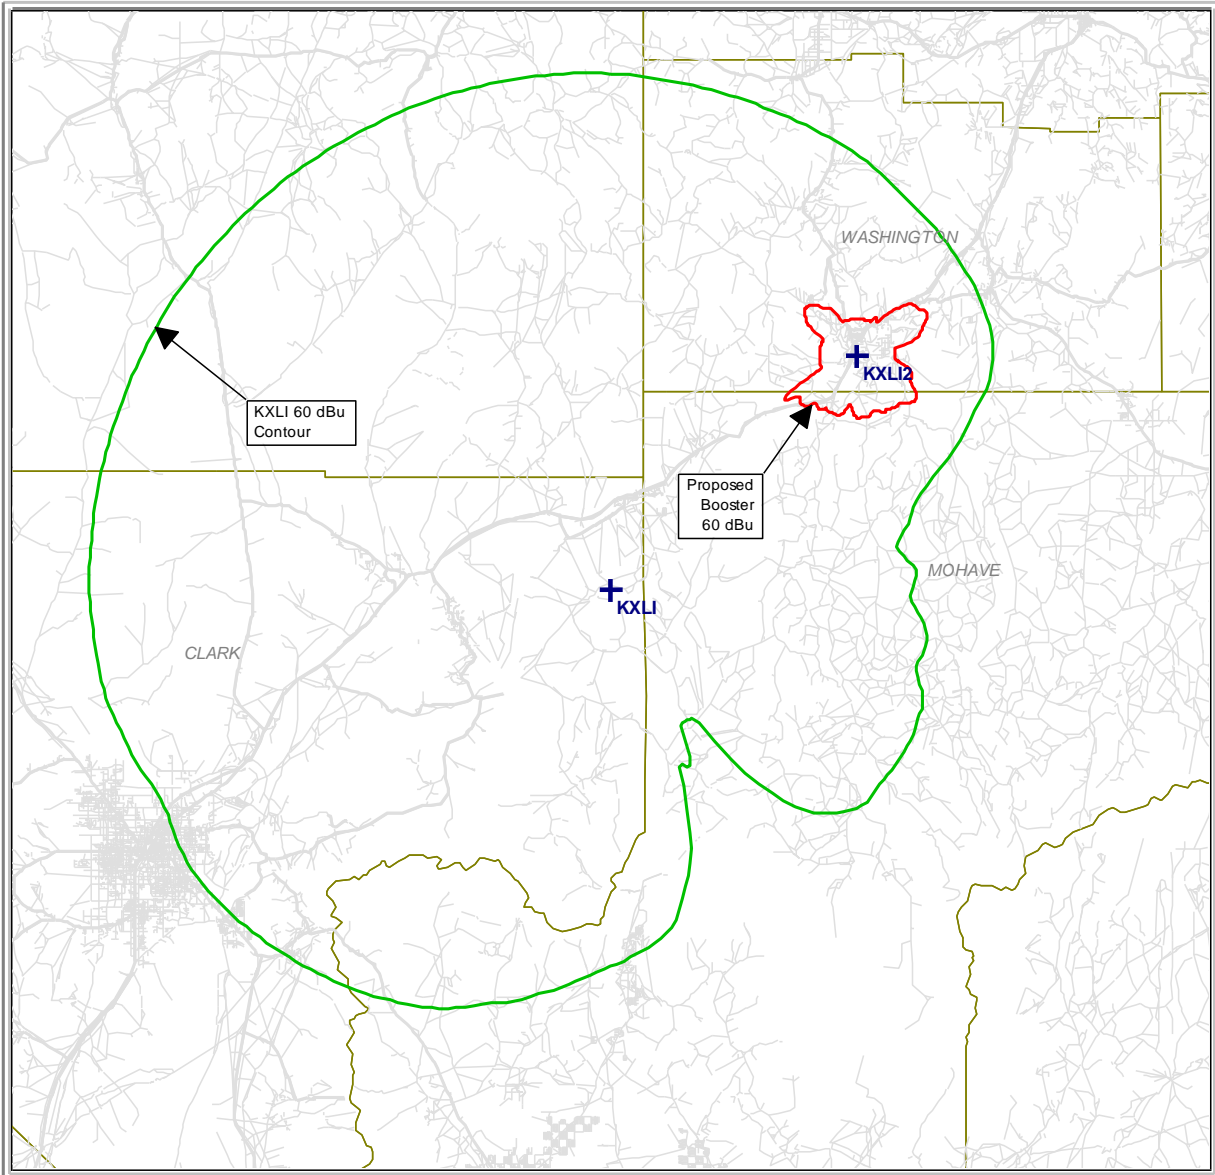 WASHINGTON
KXLI2
KXLI 60 dBu
Contour
Proposed
Booster
60 dBu
MOHAVE
KXLI
CLARK